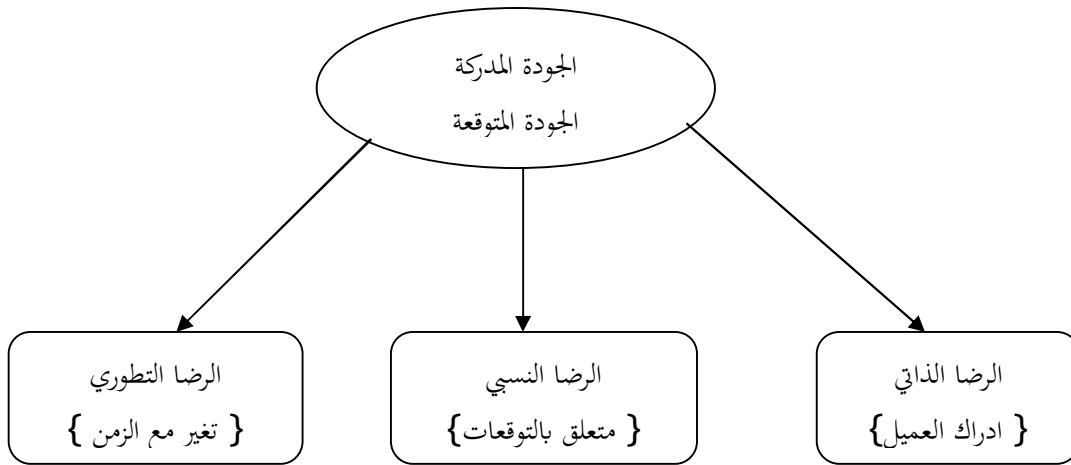 الجودة المدركة
الجودة المتوقعة
الرضا الذاتي
{ ادراك العميل}
الرضا النسبي
{ متعلق بالتوقعات}
الرضا التطوري
{ تغير مع الزمن }